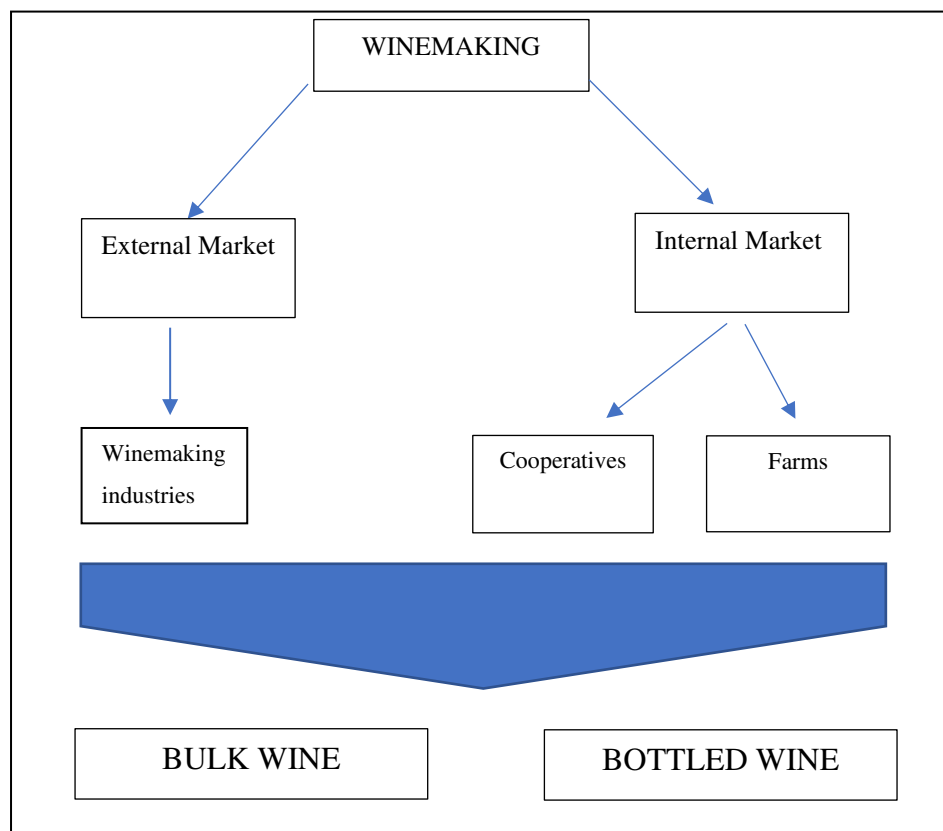 WINEMAKING
External Market
Internal Market
Winemaking
industries
Cooperatives
Farms
BULK WINE
BOTTLED WINE